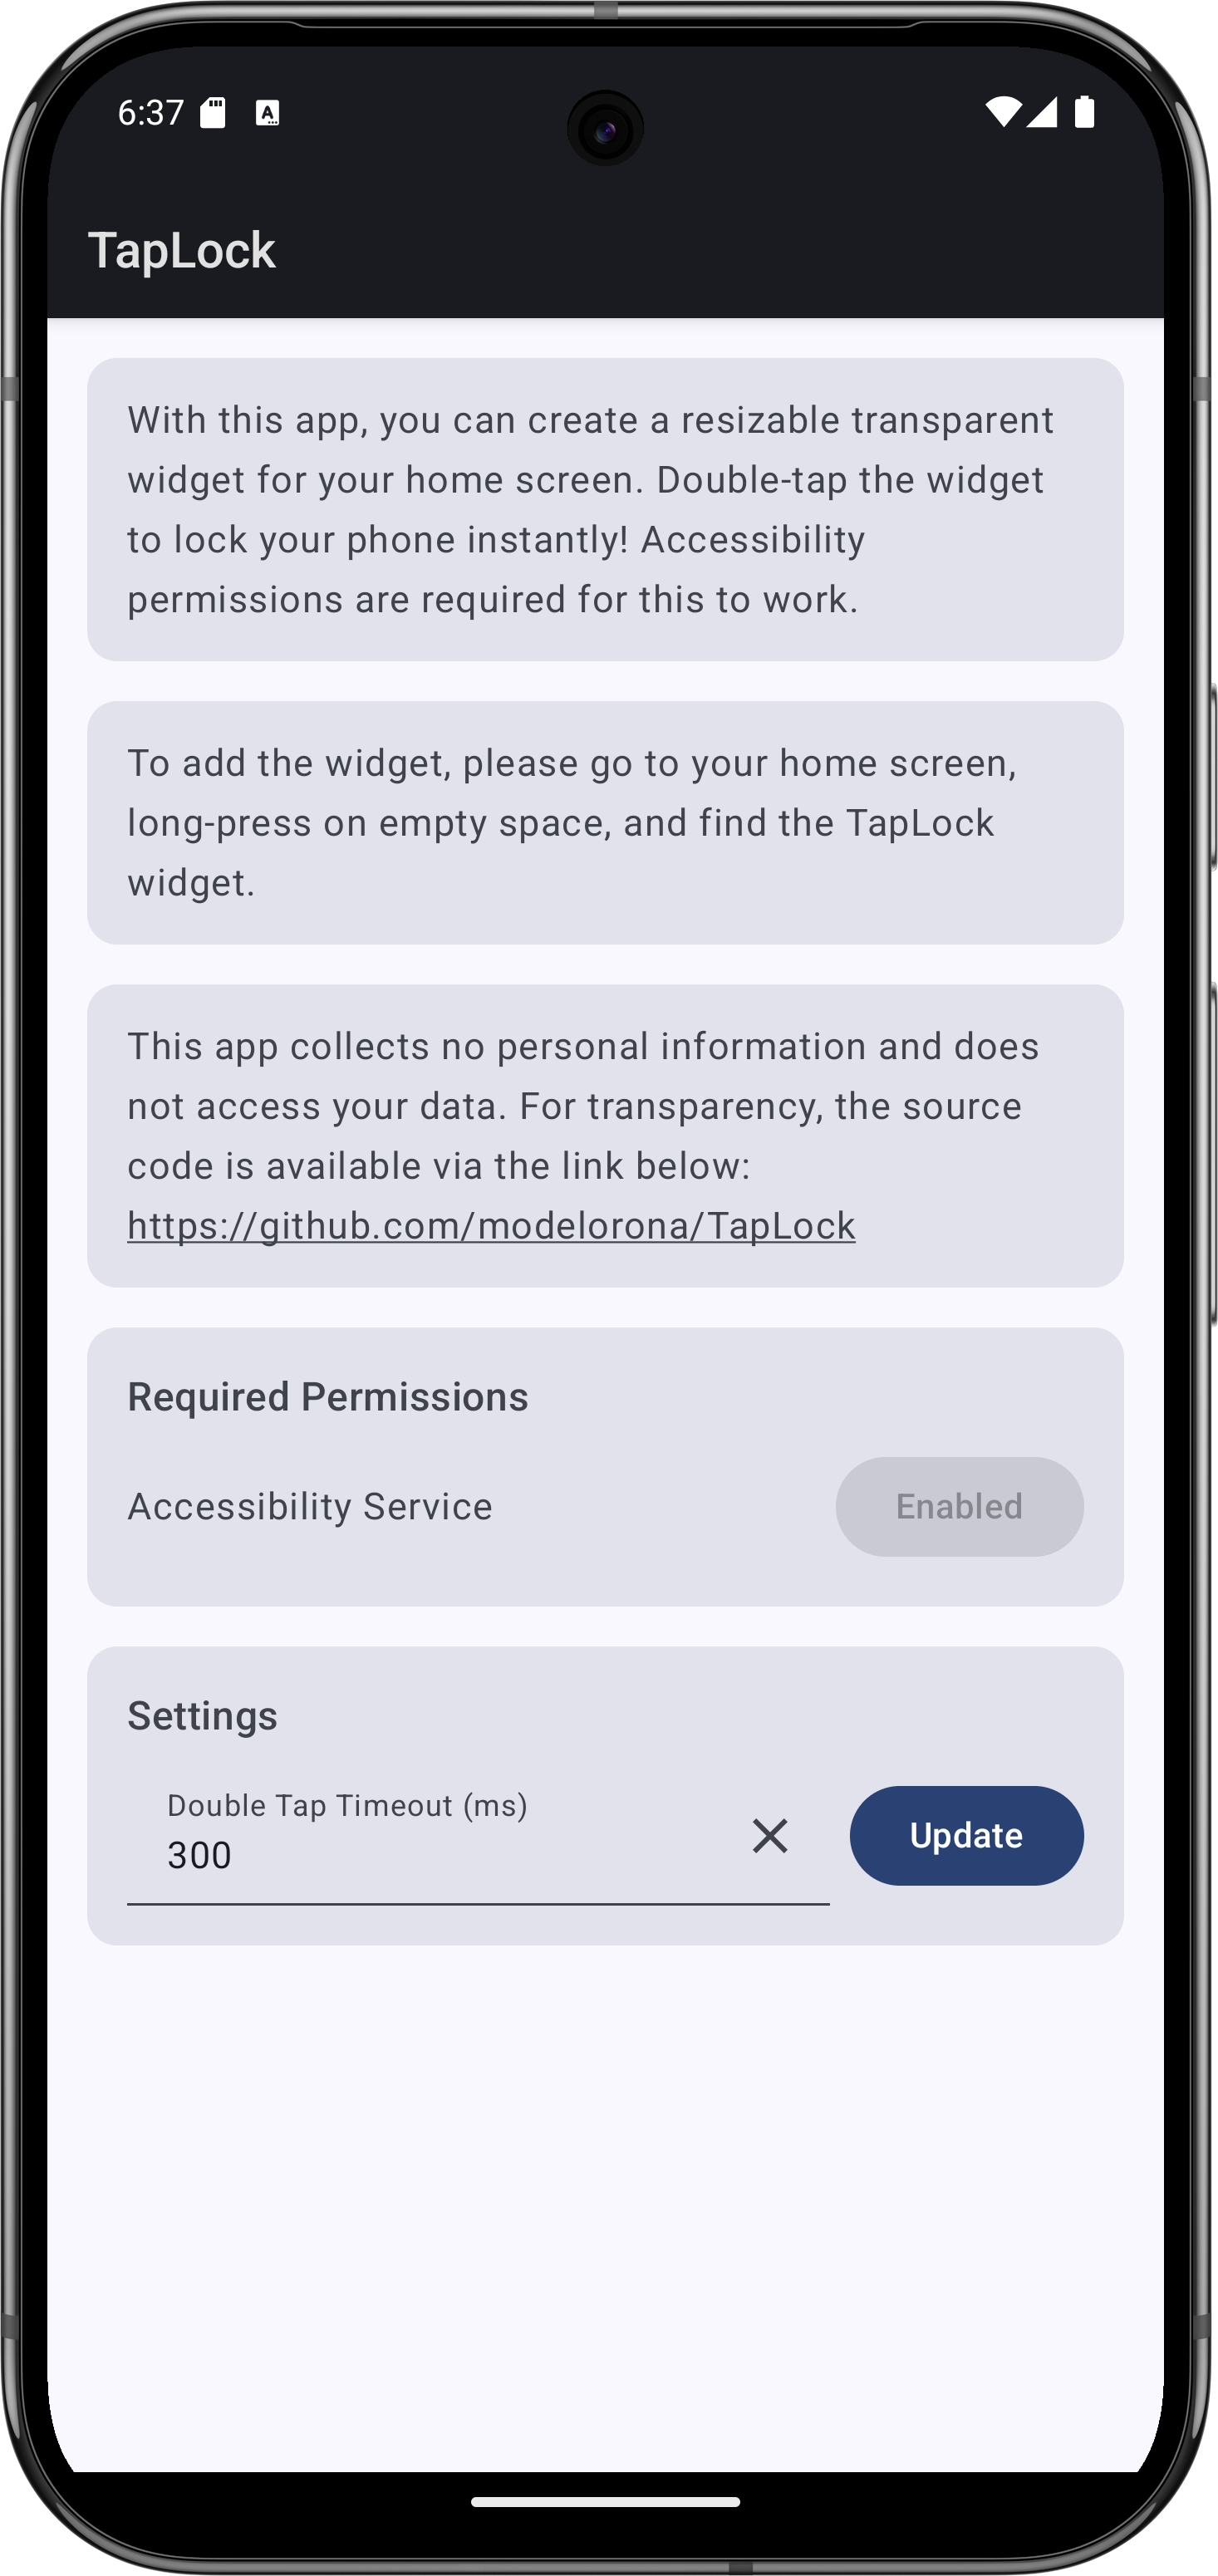 6:37
TapLock
With this app, you can create a resizable transparent
widget for your home screen. Double-tap the widget
to lock your phone instantly! Accessibility
permissions are required for this to work.
To add the widget, please go to your home screen,
long-press on empty space, and find the TapLock
widget.
This app collects no personal information and does
not access your data. For transparency, the source
code is available via the link below:
https://github.com/modelorona/TapLock
Required Permissions
Accessibility Service
Enabled
Settings
Double Tap Timeout (ms)
300
Update